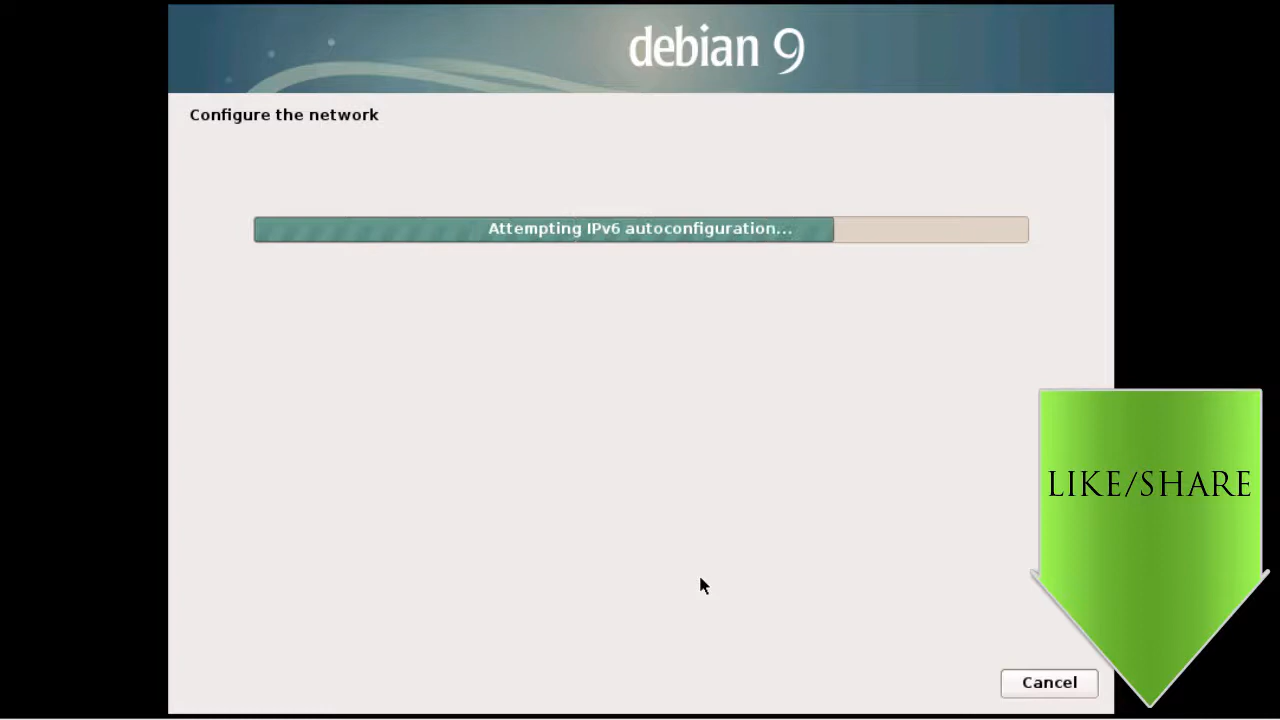 debian 9
Configure the network
Attempting IPv6 autoconfiguration...
LIKE/SHARE
Cancel